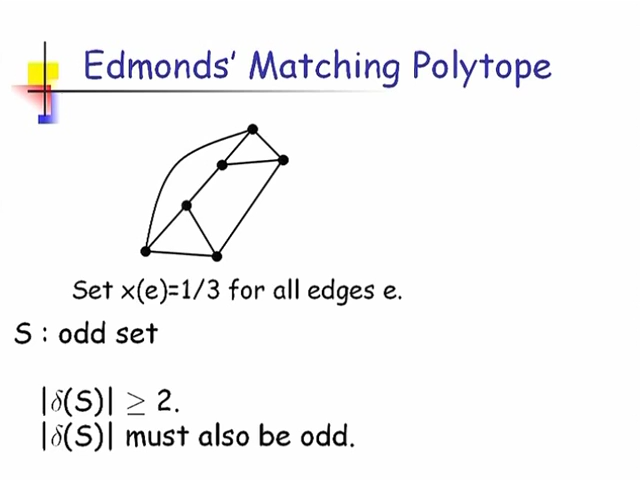 Edmonds' Matching Polytope
Set x(e)=1/3 for all edges e.
S : odd set
|δ(S)| ≥ 2.
|δ(S)| must also be odd.